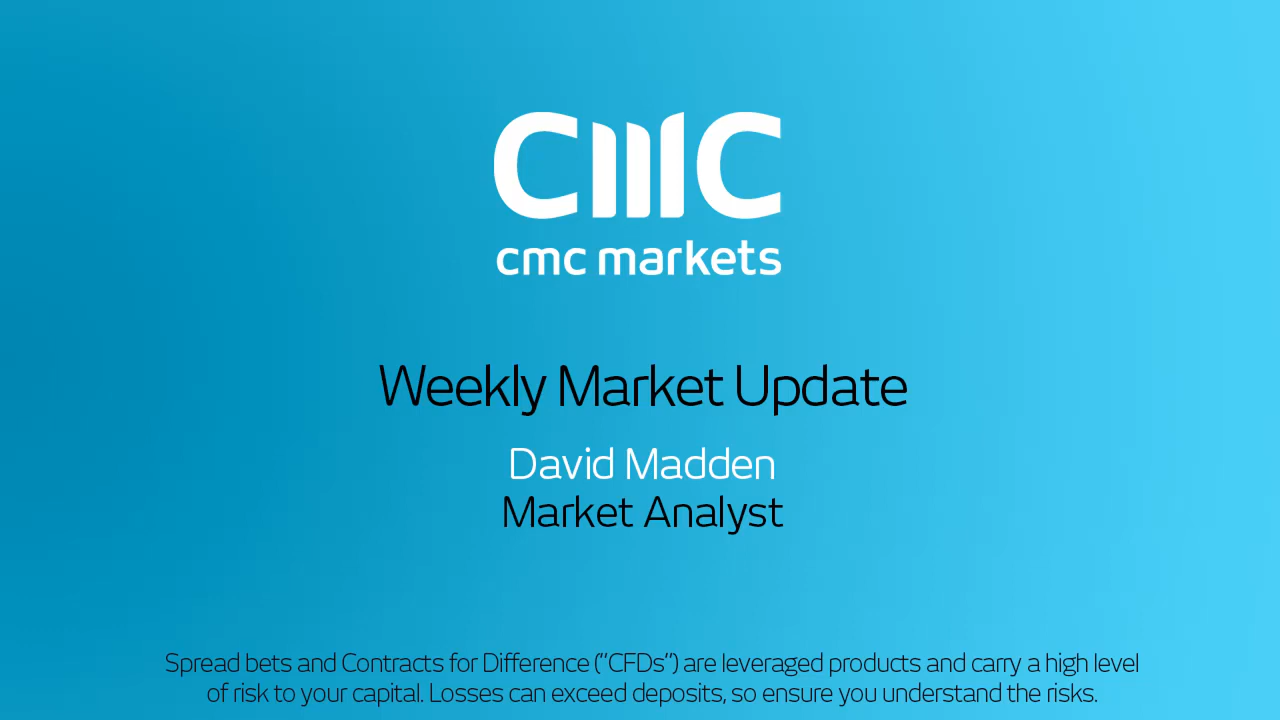 CMC
cmc markets
Weekly Market Update
David Madden
Market Analyst
Spread bets and Contracts for Difference (“CFDs”) are leveraged products and carry a high level
of risk to your capital. Losses can exceed deposits, so ensure you understand the risks.